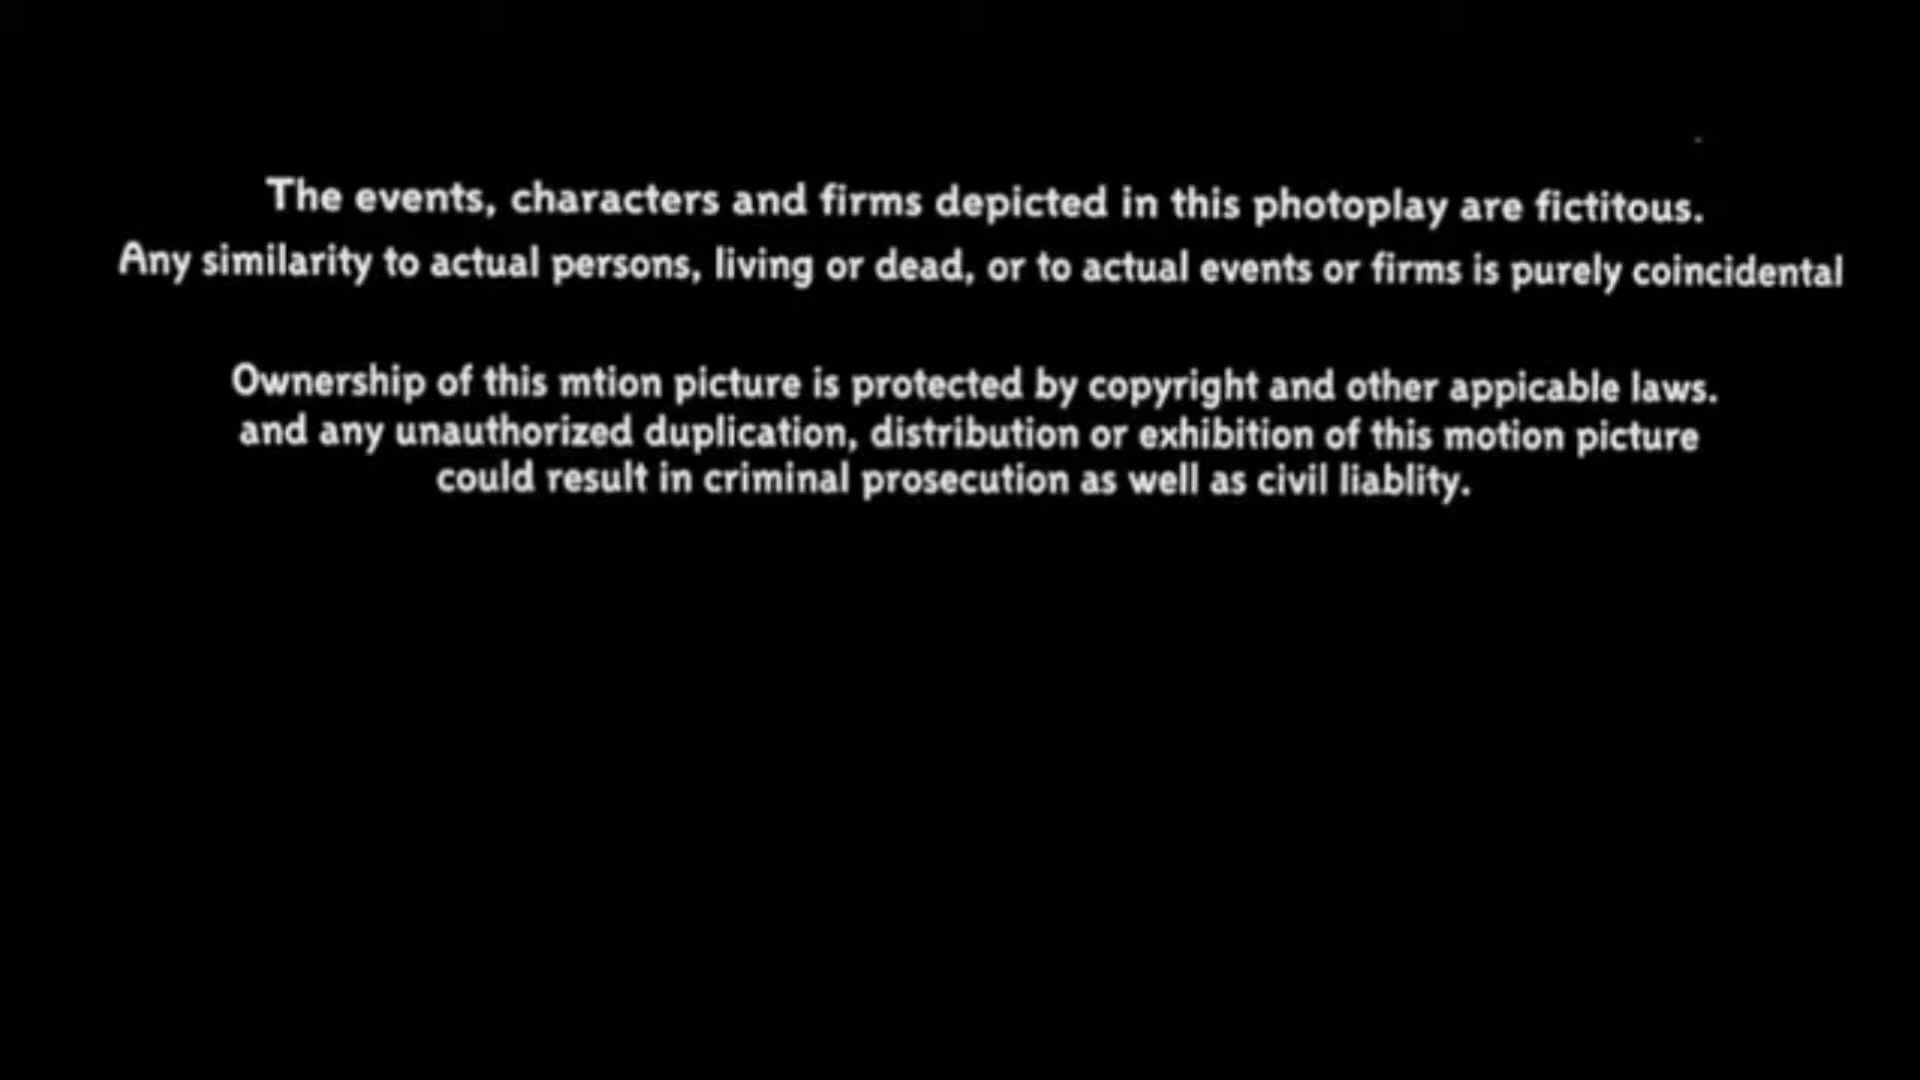 The events, characters and firms depicted in this photoplay are fictitous.
Any similarity to actual persons, living or dead, or to actual events or firms is purely coincidental
Ownership of this mtion picture is protected by copyright and other appicable laws.
and any unauthorized duplication, distribution or exhibition of this motion picture
could result in criminal prosecution as well as civil liablity.